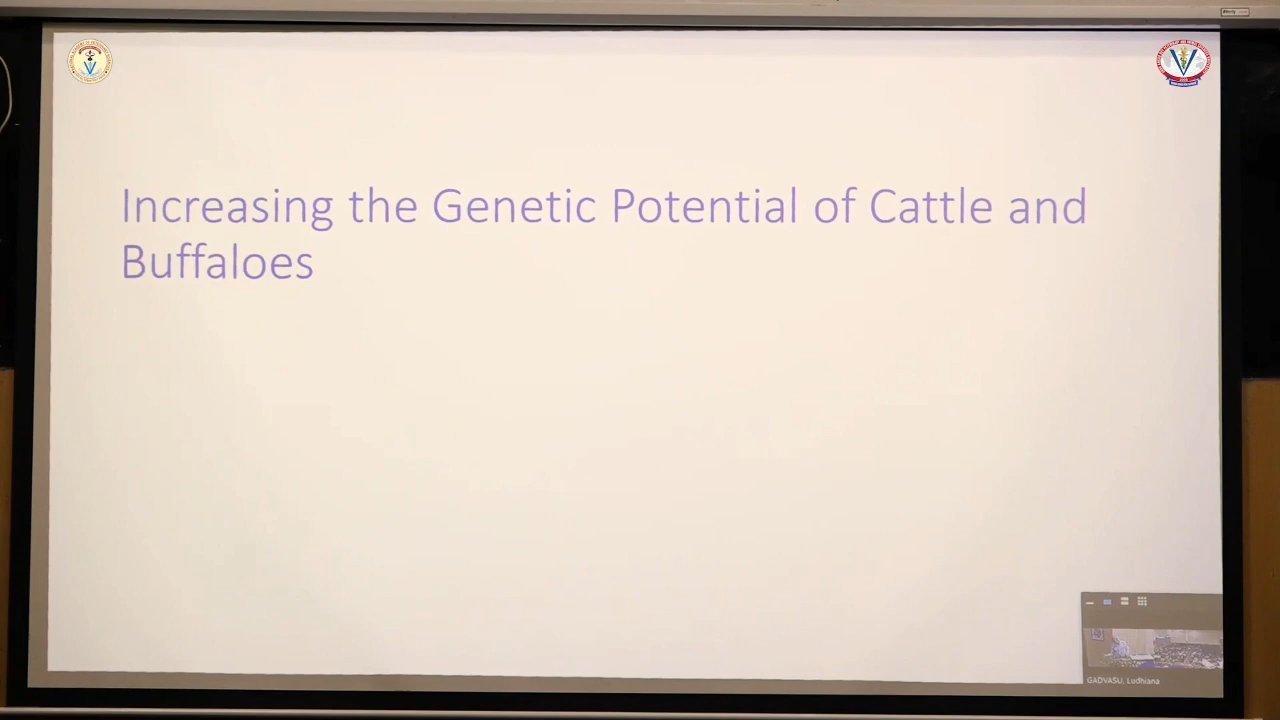 Increasing the Genetic Potential of Cattle and
Buffaloes
GADVASU, Ludhiana